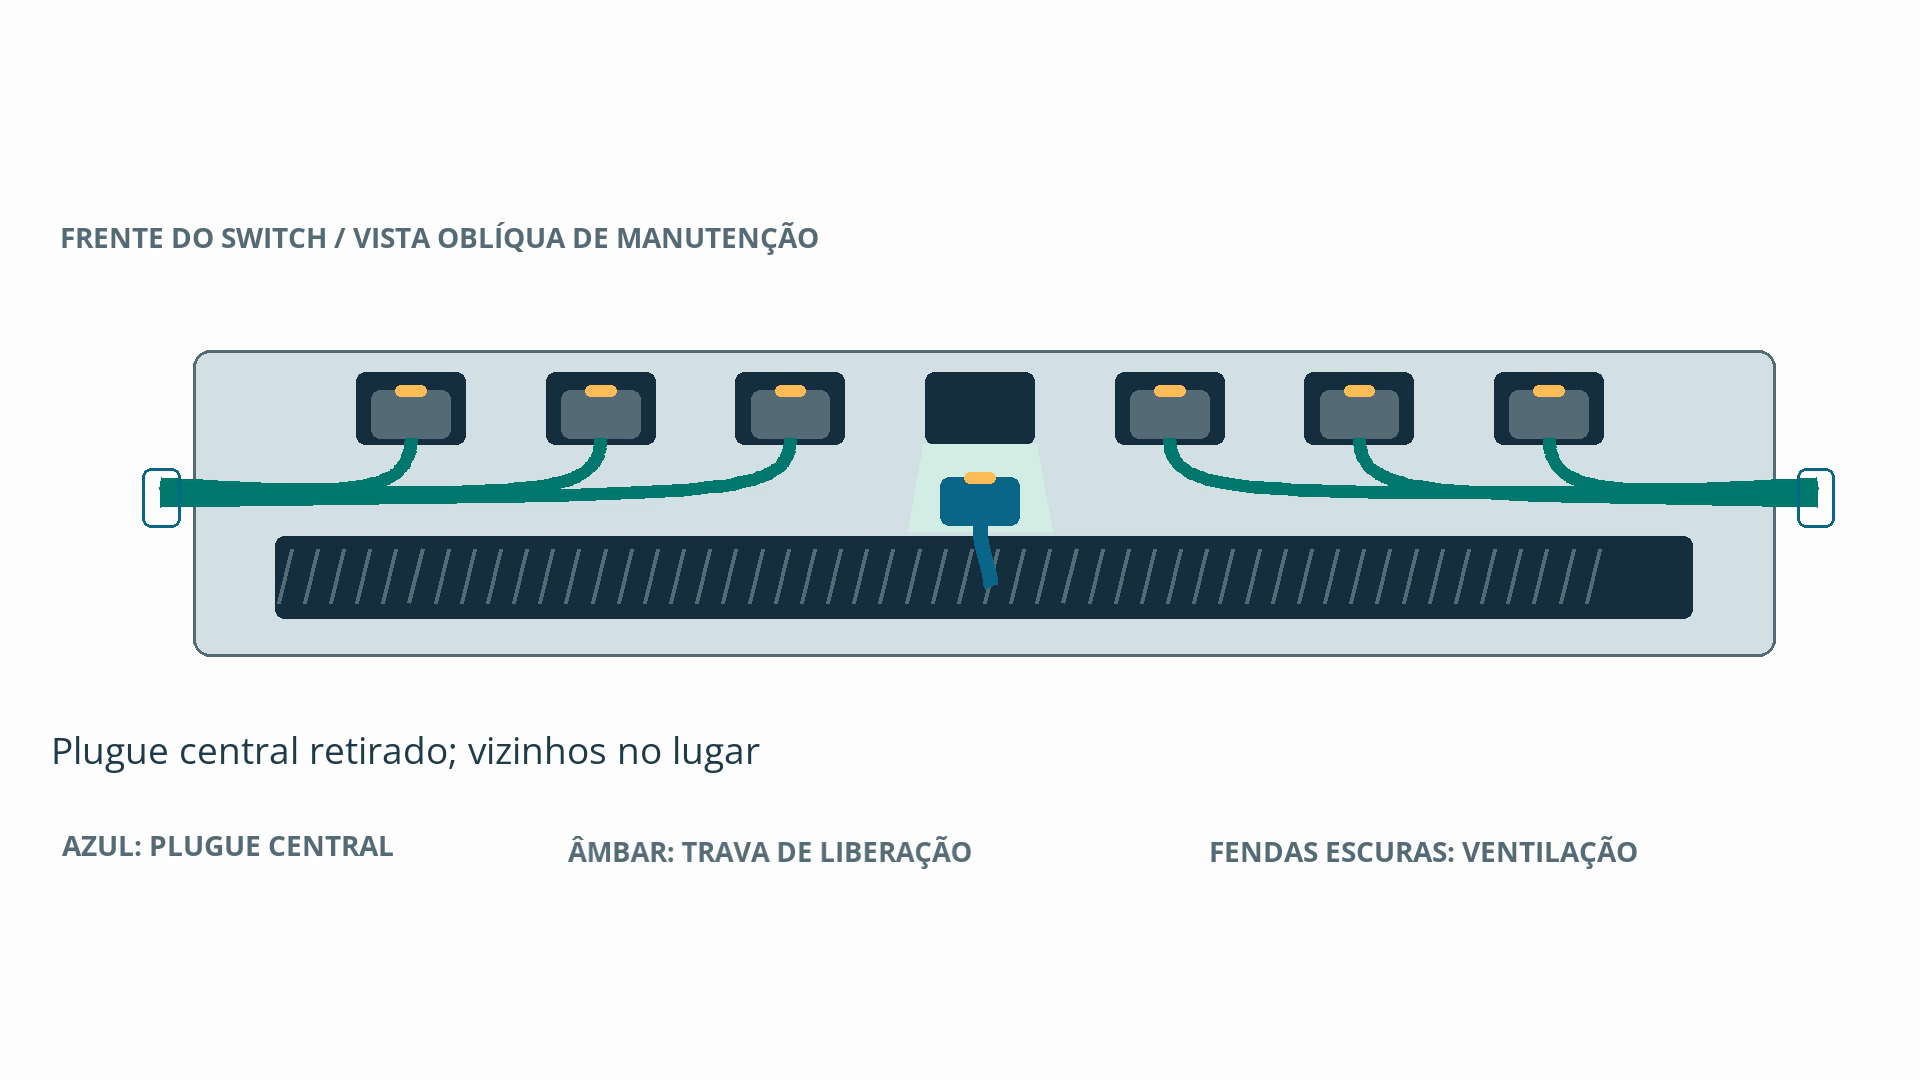 FRENTE DO SWITCH / VISTA OBLÍQUA DE MANUTENÇÃO
Plugue central retirado; vizinhos no lugar
AZUL: PLUGUE CENTRAL
ÂMBAR: TRAVA DE LIBERAÇÃO
FENDAS ESCURAS: VENTILAÇÃO